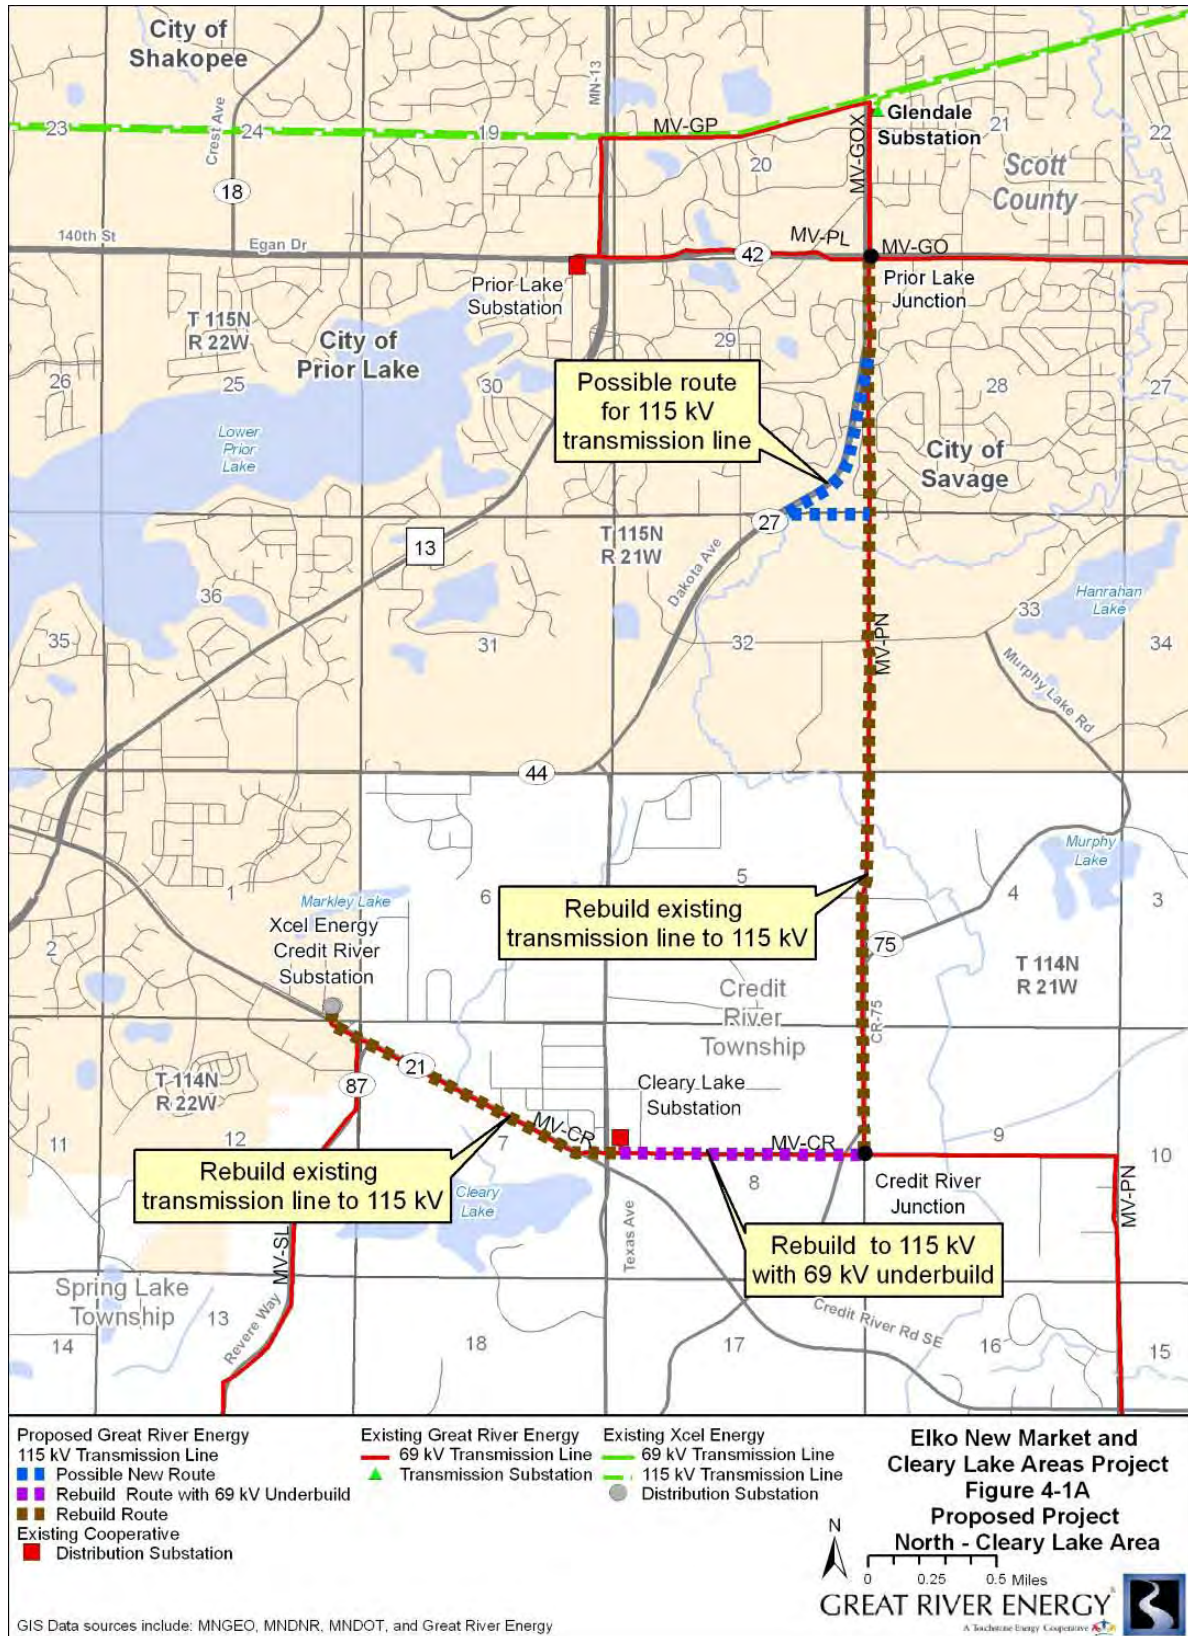 City of
Shakopee
MN-13
Crest Ave
23
24
19
MV-GP
Glendale
Substation
21
22
20
MV-GOX
Scott
County
18
140th St
Egan Dr
MV-PL
42
MV-GO
Prior Lake
Substation
Prior Lake
Junction
T 115N
R 22W
City of
Prior Lake
29
26
25
30
28
27
Possible route
for 115 kV
transmission line
Lower
Prior
Lake
City of
Savage
27
T 115N
R 21W
13
Dakota Ave
Hanrahan
Lake
36
33
35
31
32
34
MV-PN
Murphy Lake Rd
44
Murphy
Lake
1
Markley Lake
6
5
4
3
Rebuild existing
transmission line to 115 kV
Xcel Energy
Credit River
Substation
2
75
T 114N
R 21W
Credit
River
Township
CR-75
21
T 114N
R 22W
87
Cleary Lake
Substation
11
12
7
MV-CR
MV-CR
9
10
Rebuild existing
transmission line to 115 kV
8
Cleary
Lake
Credit River
Junction
MV-PN
Texas Ave
Rebuild to 115 kV
with 69 kV underbuild
MV-SL
Spring Lake
Township
13
Revere Way
Credit River Rd SE
14
18
17
16
15
Proposed Great River Energy
115 kV Transmission Line
Possible New Route
Rebuild Route with 69 kV Underbuild
Rebuild Route
Existing Cooperative
Distribution Substation
Existing Great River Energy
69 kV Transmission Line
Transmission Substation
Existing Xcel Energy
69 kV Transmission Line
115 kV Transmission Line
Distribution Substation
Elko New Market and
Cleary Lake Areas Project
Figure 4-1A
Proposed Project
North - Cleary Lake Area
N
0 0.25 0.5 Miles
GREAT RIVER ENERGY
A Touchstone Energy Cooperative
GIS Data sources include: MNGEO, MNDNR, MNDOT, and Great River Energy